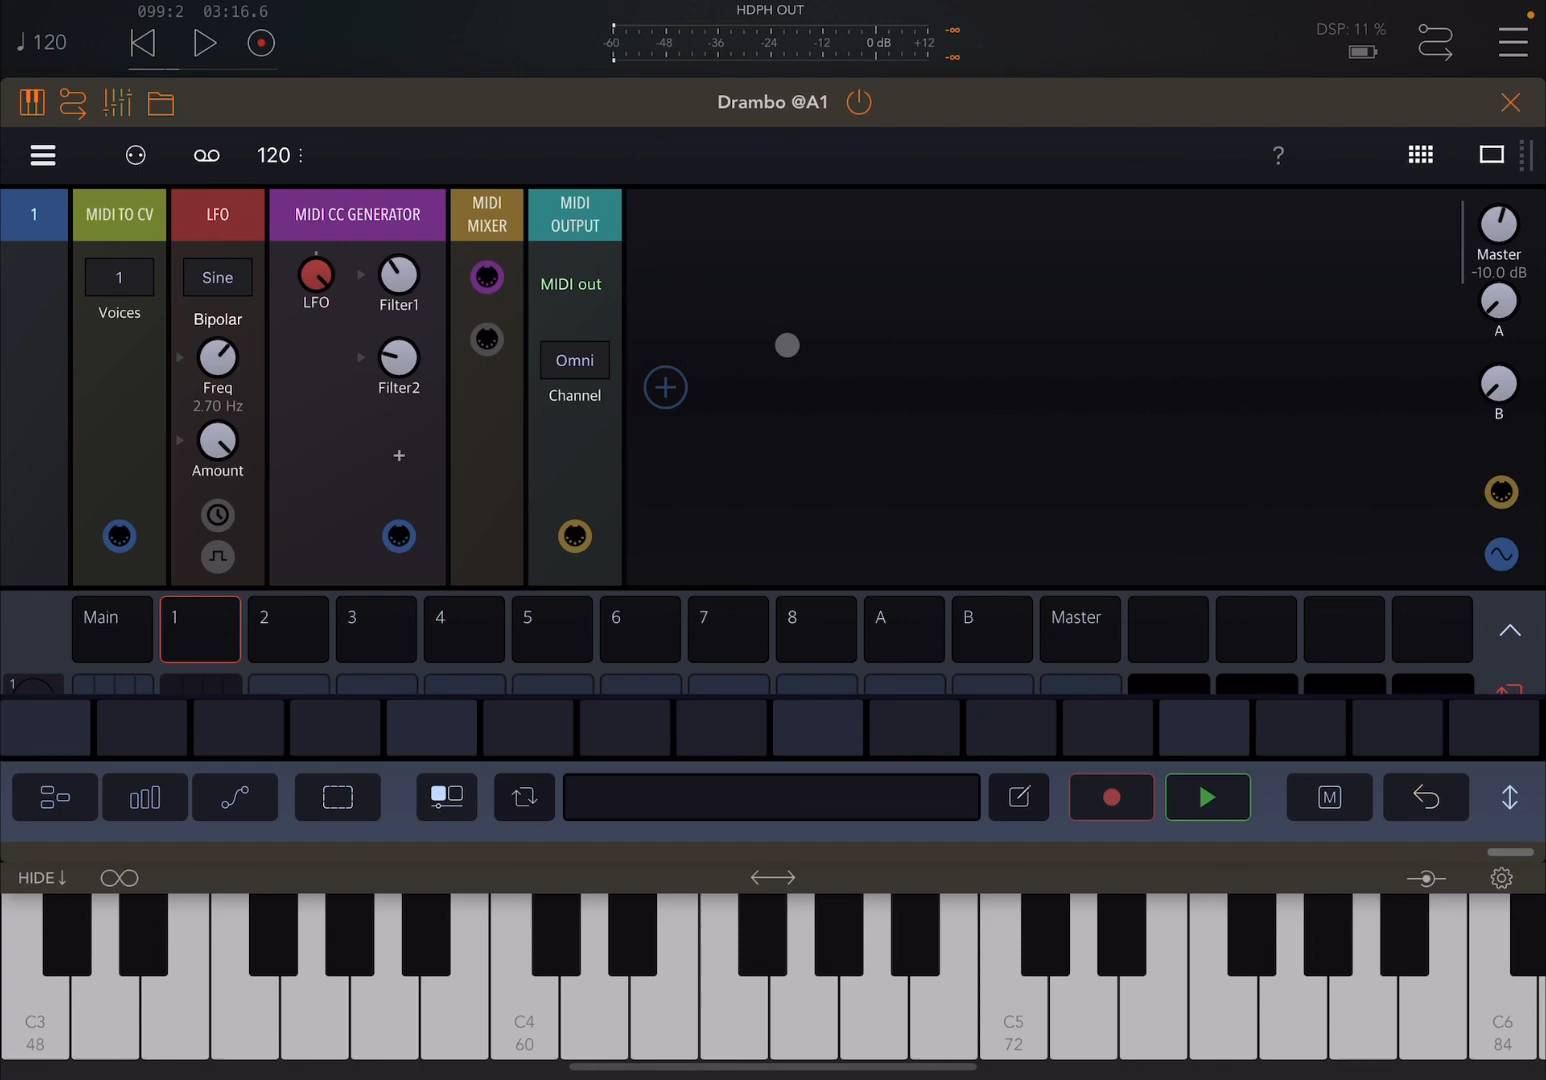 099:2 03:16.6
HDPH OUT
♩120
-60 -48 -36 -24 -12 0 dB +12
-∞
-∞
DSP: 11 %
Drambo @A1
120
?
1
MIDI TO CV
LFO
MIDI CC GENERATOR
MIDI
MIXER
MIDI
OUTPUT
1
Voices
Sine
Bipolar
Freq
2.70 Hz
Amount
LFO
Filter1
Filter2
+
MIDI out
Omni
Channel
Master
-10.0 dB
A
B
Main 1 2 3 4 5 6 7 8 A B Master
1
M
HIDE↓
C3 C4 C5 C6
48 60 72 84